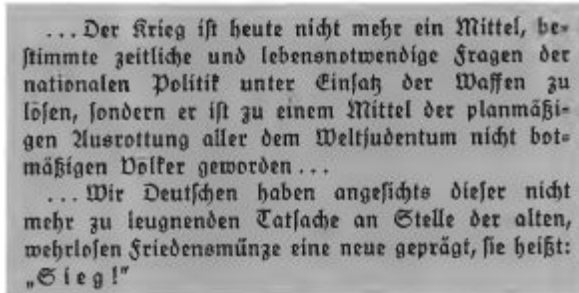 ... Der Krieg ist heute nicht mehr ein Mittel, be-
stimmte zeitliche und lebensnotwendige Fragen der
nationalen Politik unter Einsatz der Waffen zu
lösen, sondern er ist zu einem Mittel der planmäßi-
gen Ausrottung aller dem Weltjudentum nicht bot-
mäßigen Völker geworden ...
... Wir Deutschen haben angesichts dieser nicht
mehr zu leugnenden Tatsache an Stelle der alten,
wehrlosen Friedensmünze eine neue geprägt, sie heißt:
„Sieg!"